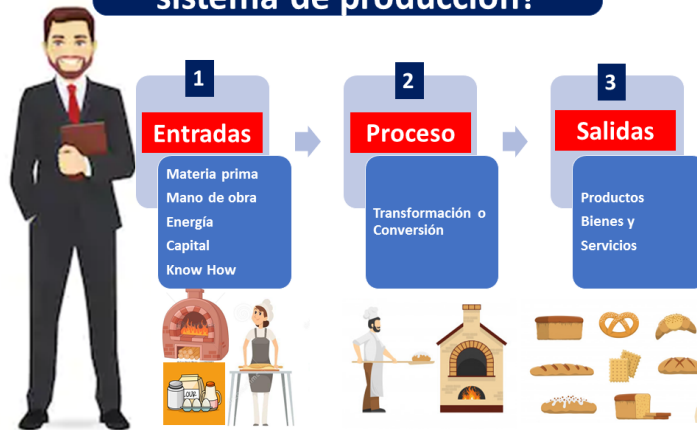 sistema de producción?
1
Entradas
Materia prima
Mano de obra
Energía
Capital
Know How
2
Proceso
Transformación o
Conversión
3
Salidas
Productos
Bienes y
Servicios